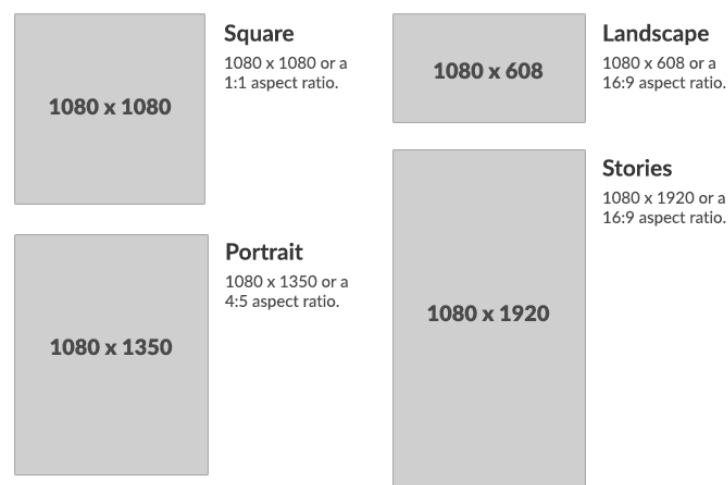 1080 x 1080
Square
1080 x 1080 or a
1:1 aspect ratio.
1080 x 608
Landscape
1080 x 608 or a
16:9 aspect ratio.
1080 x 1350
Portrait
1080 x 1350 or a
4:5 aspect ratio.
1080 x 1920
Stories
1080 x 1920 or a
16:9 aspect ratio.